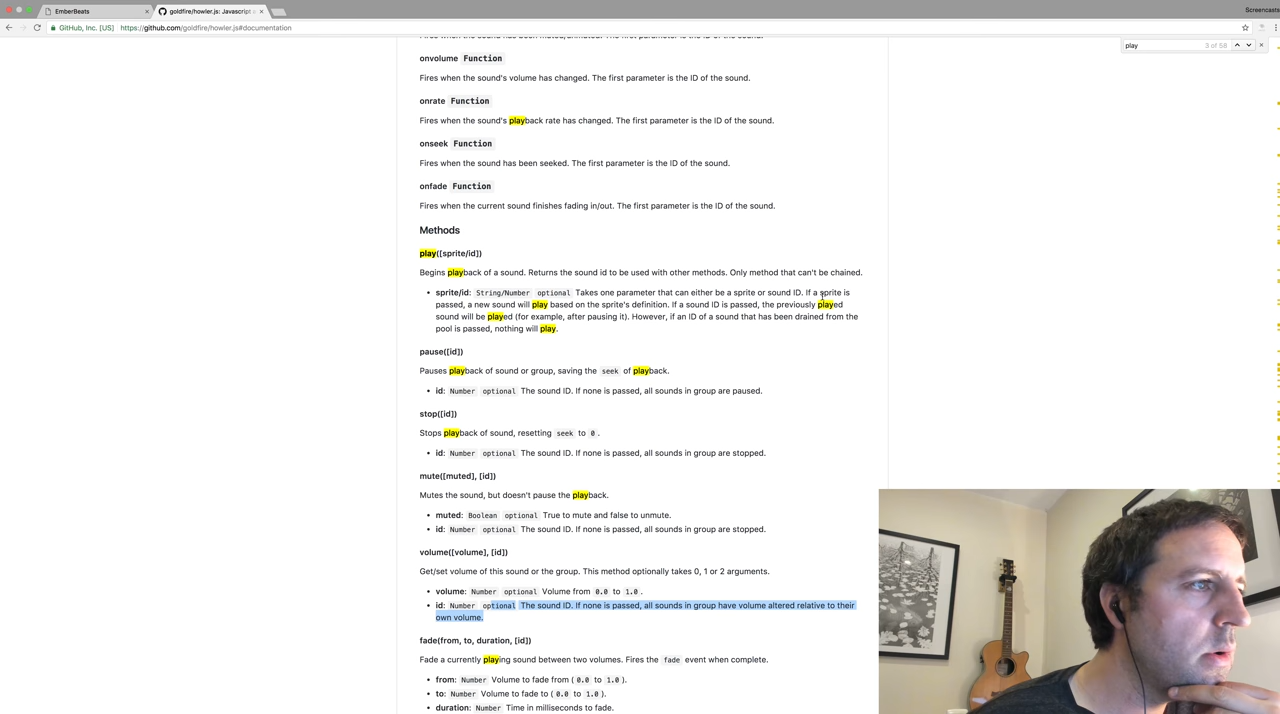 EmberBeats
goldfire/howler.js: Javascript a
Screencasts
GitHub, Inc. [US]
https://github.com/goldfire/howler.js#documentation
play
3 of 58
Fires when the sound has been muted/unmuted. The first parameter is the ID of the sound.
onvolume Function
Fires when the sound's volume has changed. The first parameter is the ID of the sound.
onrate Function
Fires when the sound's playback rate has changed. The first parameter is the ID of the sound.
onseek Function
Fires when the sound has been seeked. The first parameter is the ID of the sound.
onfade Function
Fires when the current sound finishes fading in/out. The first parameter is the ID of the sound.
Methods
play([sprite/id])
Begins playback of a sound. Returns the sound id to be used with other methods. Only method that can't be chained.
• sprite/id: String/Number optional Takes one parameter that can either be a sprite or sound ID. If a sprite is
passed, a new sound will play based on the sprite's definition. If a sound ID is passed, the previously played
sound will be played (for example, after pausing it). However, if an ID of a sound that has been drained from the
pool is passed, nothing will play.
pause([id])
Pauses playback of sound or group, saving the seek of playback.
• id: Number optional The sound ID. If none is passed, all sounds in group are paused.
stop([id])
Stops playback of sound, resetting seek to 0 .
• id: Number optional The sound ID. If none is passed, all sounds in group are stopped.
mute([muted], [id])
Mutes the sound, but doesn't pause the playback.
• muted: Boolean optional True to mute and false to unmute.
• id: Number optional The sound ID. If none is passed, all sounds in group are stopped.
volume([volume], [id])
Get/set volume of this sound or the group. This method optionally takes 0, 1 or 2 arguments.
• volume: Number optional Volume from 0.0 to 1.0 .
• id: Number optional The sound ID. If none is passed, all sounds in group have volume altered relative to their
own volume.
fade(from, to, duration, [id])
Fade a currently playing sound between two volumes. Fires the fade event when complete.
• from: Number Volume to fade from ( 0.0 to 1.0 ).
• to: Number Volume to fade to ( 0.0 to 1.0 ).
• duration: Number Time in milliseconds to fade.